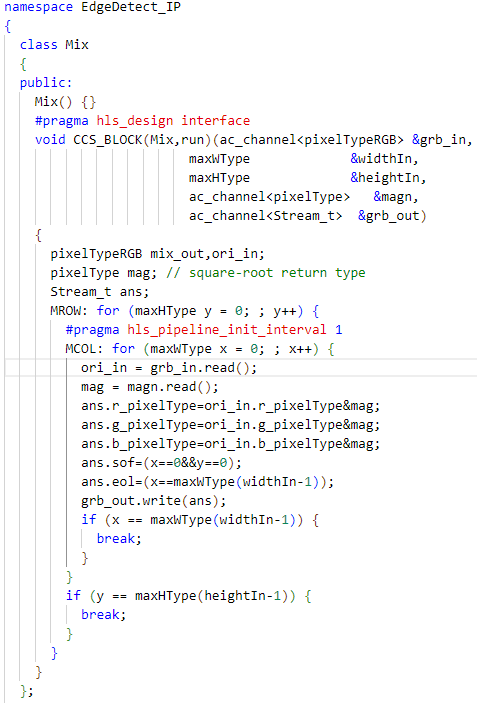 namespace EdgeDetect_IP
{
  class Mix
  {
  public:
    Mix() {}
    #pragma hls_design interface
    void CCS_BLOCK(Mix,run)(ac_channel<pixelTypeRGB> &grb_in,
                        maxWType             &widthIn,
                        maxHType             &heightIn,
                        ac_channel<pixelType>   &magn,
                        ac_channel<Stream_t>  &grb_out)
    {
      pixelTypeRGB mix_out,ori_in;
      pixelType mag; // square-root return type
      Stream_t ans;
      MROW: for (maxHType y = 0; ; y++) {
        #pragma hls_pipeline_init_interval 1
        MCOL: for (maxWType x = 0; ; x++) {
          ori_in = grb_in.read();
          mag = magn.read();
          ans.r_pixelType=ori_in.r_pixelType&mag;
          ans.g_pixelType=ori_in.g_pixelType&mag;
          ans.b_pixelType=ori_in.b_pixelType&mag;
          ans.sof=(x==0&&y==0);
          ans.eol=(x==maxWType(widthIn-1));
          grb_out.write(ans);
          if (x == maxWType(widthIn-1)) {
            break;
          }
        }
        if (y == maxHType(heightIn-1)) {
          break;
        }
      }
    }
  };